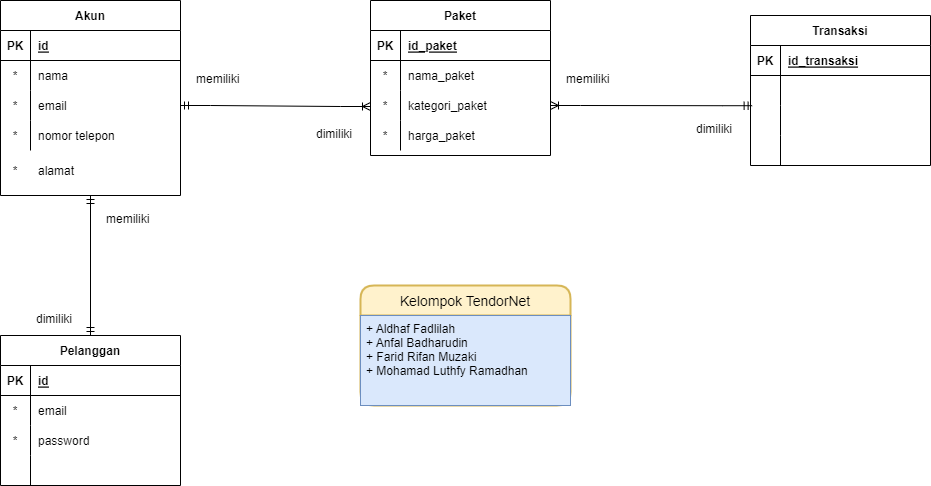 Akun
PK id
* nama
* email
* nomor telepon
* alamat
memiliki
dimiliki
Paket
PK id_paket
* nama_paket
* kategori_paket
* harga_paket
memiliki
dimiliki
Transaksi
PK id_transaksi
memiliki
dimiliki
Pelanggan
PK id
* email
* password
Kelompok TendorNet
+ Aldhaf Fadlilah
+ Anfal Badharudin
+ Farid Rifan Muzaki
+ Mohamad Luthfy Ramadhan